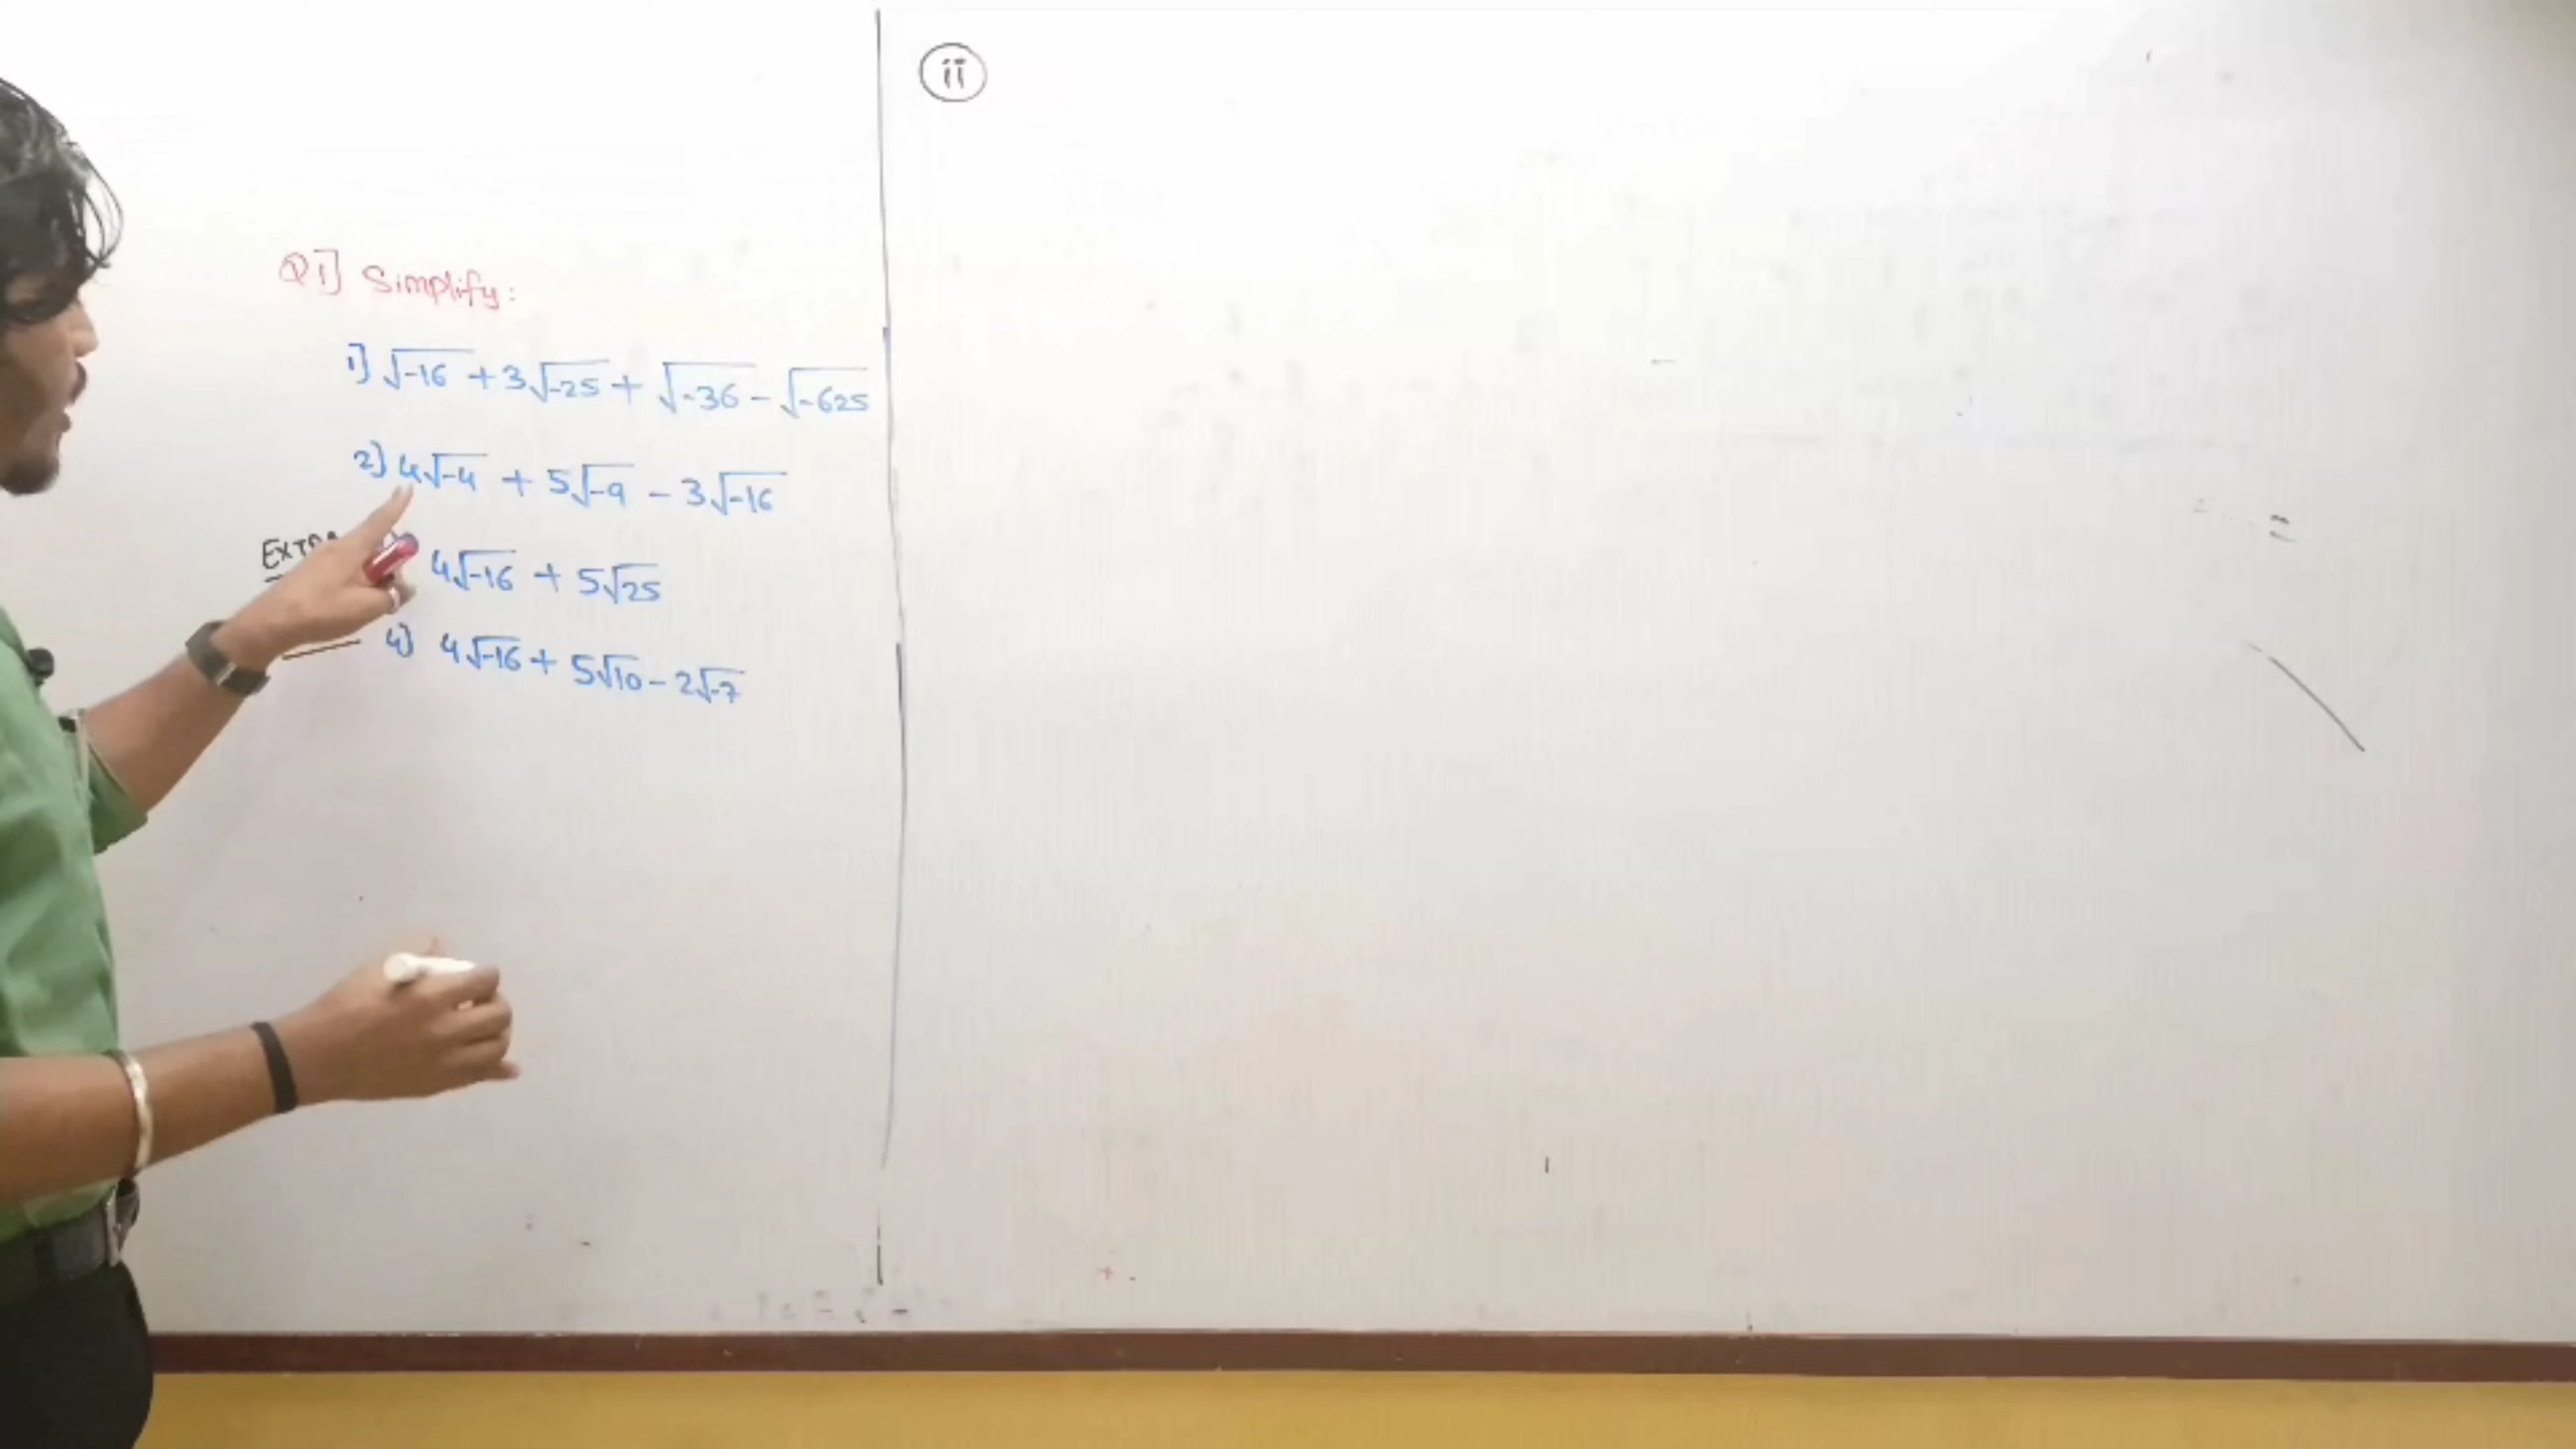 Q1] Simplify:
1] √-16 + 3√-25 + √-36 - √-625
2] 4√-4 + 5√-9 - 3√-16
4√-16 + 5√25
4] 4√-16 + 5√10 - 2√-7
ii